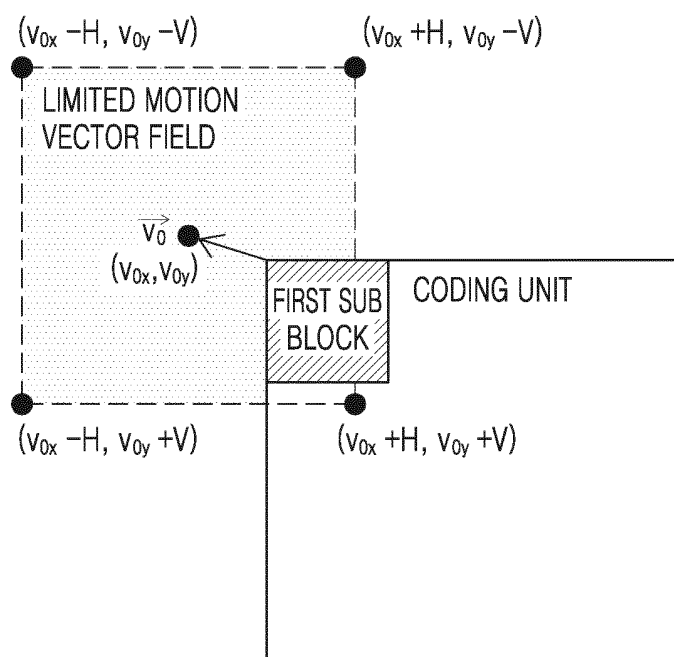 (v0x −H, v0y −V)
(v0x +H, v0y −V)
LIMITED MOTION
VECTOR FIELD
v0
(v0x,v0y)
CODING UNIT
FIRST SUB
BLOCK
(v0x −H, v0y +V)
(v0x +H, v0y +V)